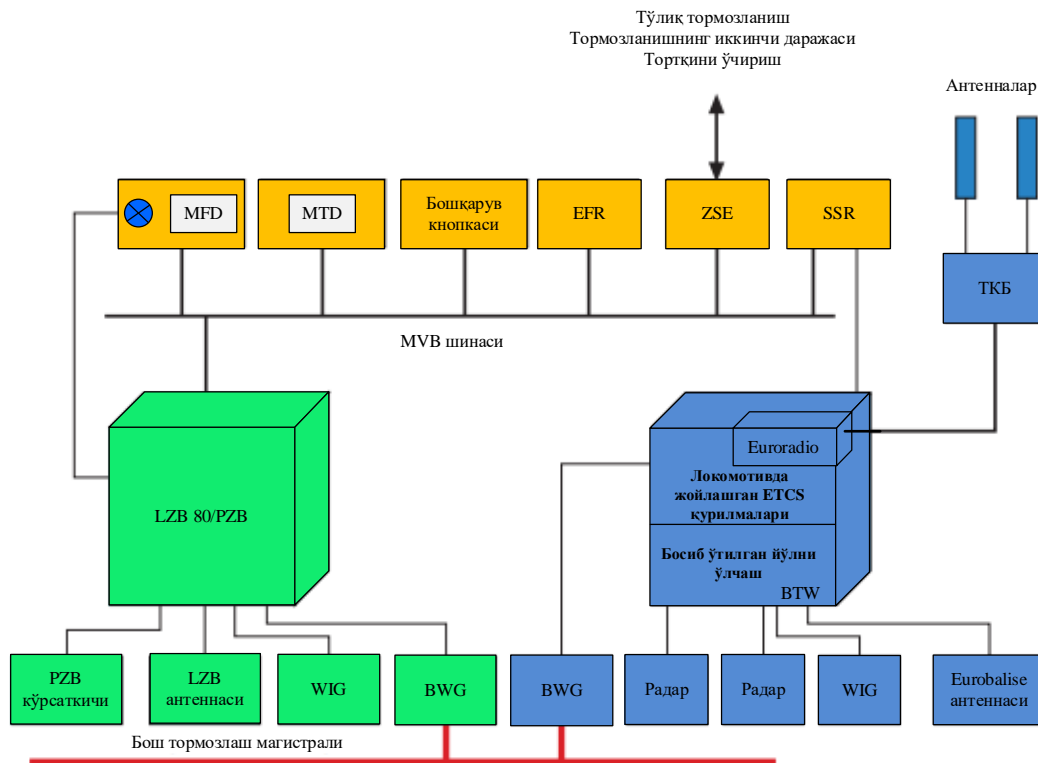 Тўлиқ тормозланиш
Тормозланишнинг иккинчи даражаси
Тортқини ўчириш
Антенналар
MFD
MTD
Бошқарув
кнопкаси
EFR
ZSE
SSR
ТКБ
MVB шинаси
Euroradio
LZB 80/PZB
Локомотивда
жойлашган ETCS
қурилмалари
Босиб ўтилган йўлни
ўлчаш
BTW
PZB
кўрсаткичи
LZB
антеннаси
WIG
BWG
BWG
Радар
Радар
WIG
Eurobalise
антеннаси
Бош тормозлаш магистрали